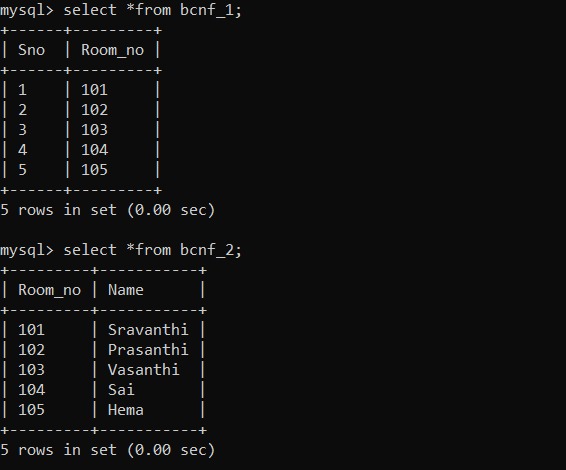 mysql> select *from bcnf_1;
+------+---------+
| Sno  | Room_no |
+------+---------+
| 1    | 101     |
| 2    | 102     |
| 3    | 103     |
| 4    | 104     |
| 5    | 105     |
+------+---------+
5 rows in set (0.00 sec)

mysql> select *from bcnf_2;
+---------+-----------+
| Room_no | Name      |
+---------+-----------+
| 101     | Sravanthi |
| 102     | Prasanthi |
| 103     | Vasanthi  |
| 104     | Sai       |
| 105     | Hema      |
+---------+-----------+
5 rows in set (0.00 sec)